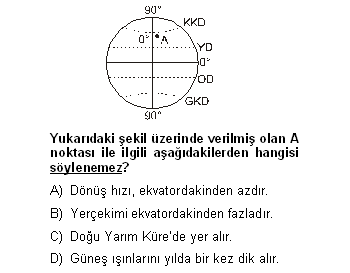 90°
KKD
0°
A
YD
0°
OD
GKD
90°
Yukarıdaki şekil üzerinde verilmiş olan A
noktası ile ilgili aşağıdakilerden hangisi
söylenemez?
A) Dönüş hızı, ekvatordakinden azdır.
B) Yerçekimi ekvatordakinden fazladır.
C) Doğu Yarım Küre'de yer alır.
D) Güneş ışınlarını yılda bir kez dik alır.